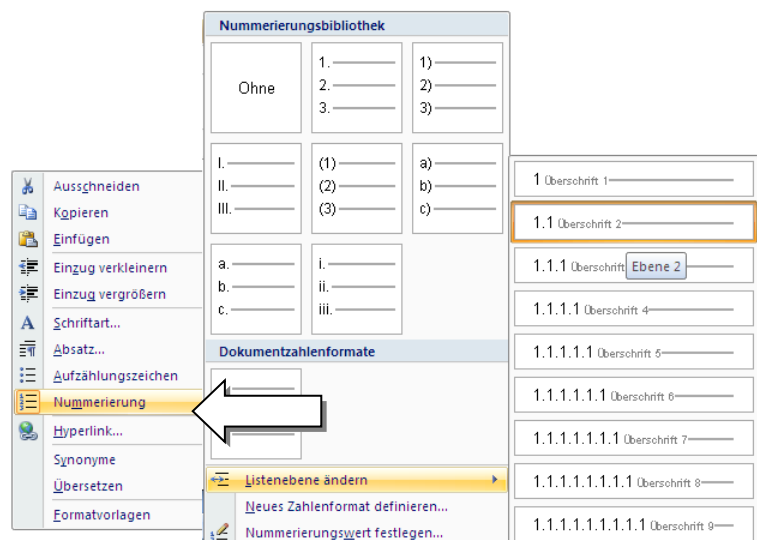 Ausschneiden
Kopieren
Einfügen
Einzug verkleinern
Einzug vergrößern
Schriftart...
Absatz...
Aufzählungszeichen
Nummerierung
Hyperlink...
Synonyme
Übersetzen
Formatvorlagen
Nummerierungsbibliothek
Ohne
1.
2.
3.
1)
2)
3)
I.
II.
III.
(1)
(2)
(3)
a)
b)
c)
a.
b.
c.
i.
ii.
iii.
Dokumentzahlenformate
Listenebene ändern
Neues Zahlenformat definieren...
Nummerierungswert festlegen...
1 Überschrift 1
1.1 Überschrift 2
1.1.1 Überschrift
Ebene 2
1.1.1.1 Überschrift 4
1.1.1.1.1 Überschrift 5
1.1.1.1.1.1 Überschrift 6
1.1.1.1.1.1.1 Überschrift 7
1.1.1.1.1.1.1.1 Überschrift 8
1.1.1.1.1.1.1.1.1 Überschrift 9